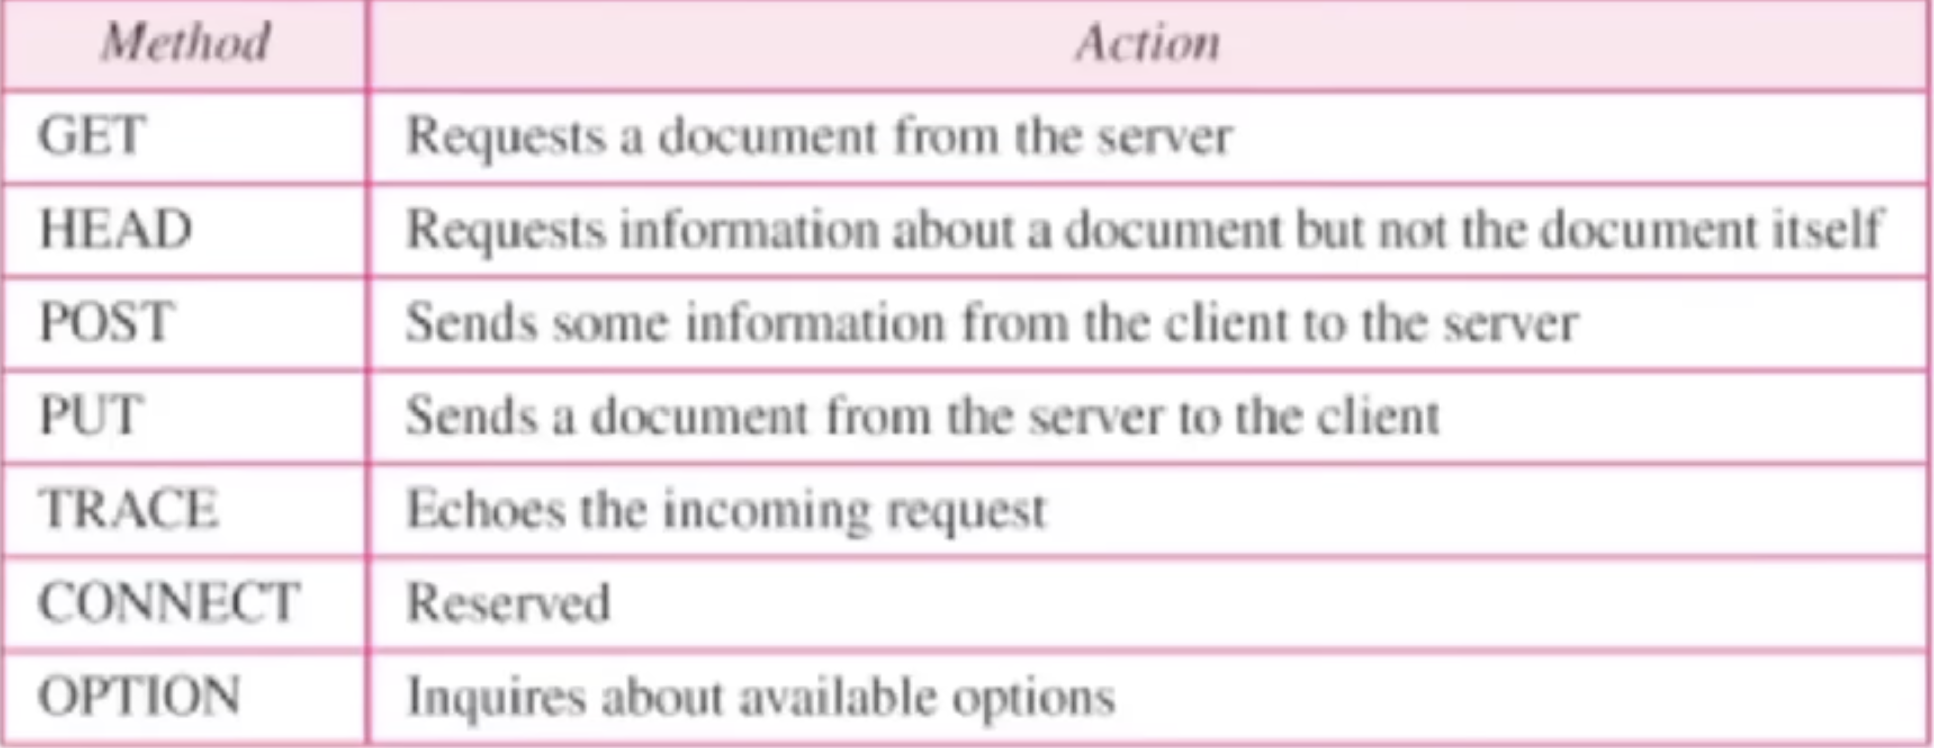 Method Action
GET Requests a document from the server
HEAD Requests information about a document but not the document itself
POST Sends some information from the client to the server
PUT Sends a document from the server to the client
TRACE Echoes the incoming request
CONNECT Reserved
OPTION Inquires about available options